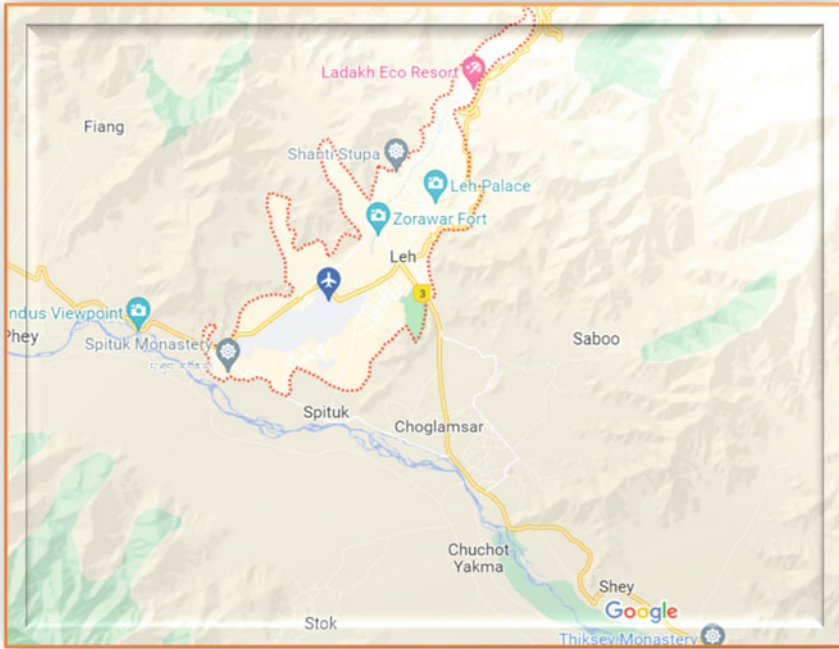 Ladakh Eco Resort
Fiang
Shanti Stupa
Leh Palace
Zorawar Fort
Leh
3
ndus Viewpoint
Phey
Saboo
Spituk Monastery
Spituk
Choglamsar
Chuchot
Yakma
Shey
Google
Stok
Thiksey Monastery